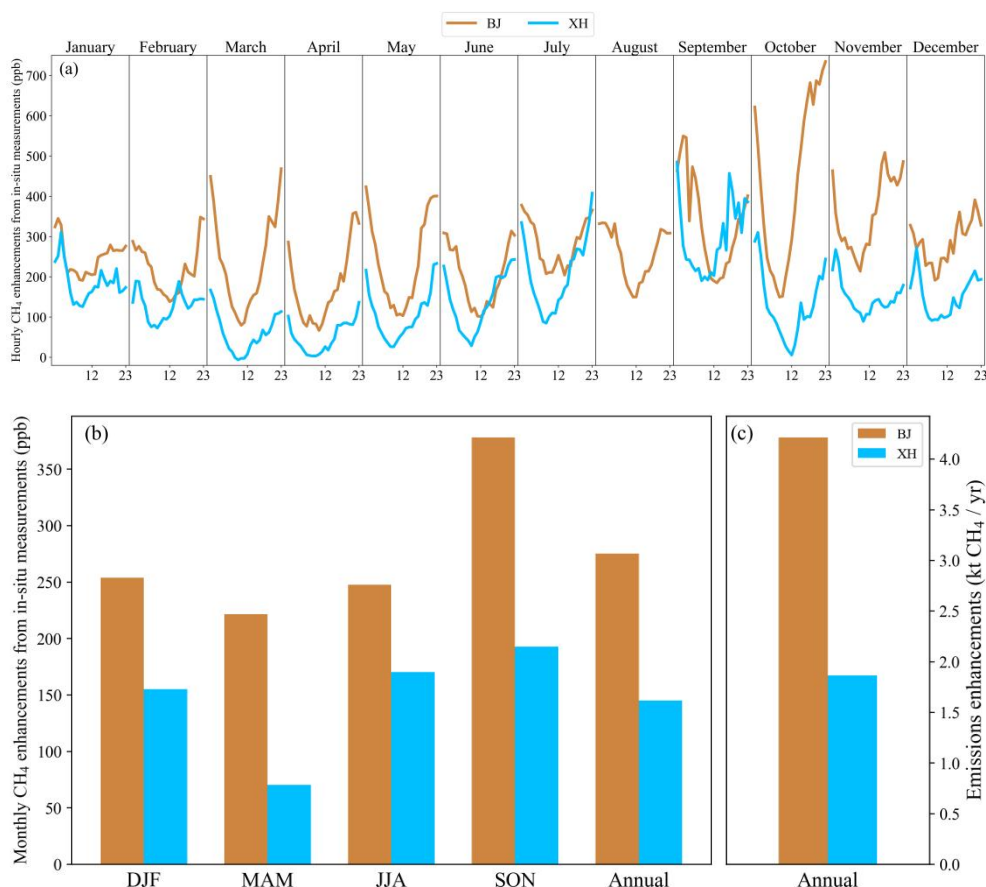 BJ XH
January February March April May June July August September October November December
(a)
Hourly CH₄ enhancements from in-situ measurements (ppb)
700
600
500
400
300
200
100
0
12 23 12 23 12 23 12 23 12 23 12 23 12 23 12 23 12 23 12 23 12 23 12 23
(b)
Monthly CH₄ enhancements from in-situ measurements (ppb)
350
300
250
200
150
100
50
0
DJF MAM JJA SON Annual
(c)
BJ
XH
4.0
3.5
3.0
2.5
2.0
1.5
1.0
0.5
0.0
Emissions enhancements (kt CH₄ / yr)
Annual